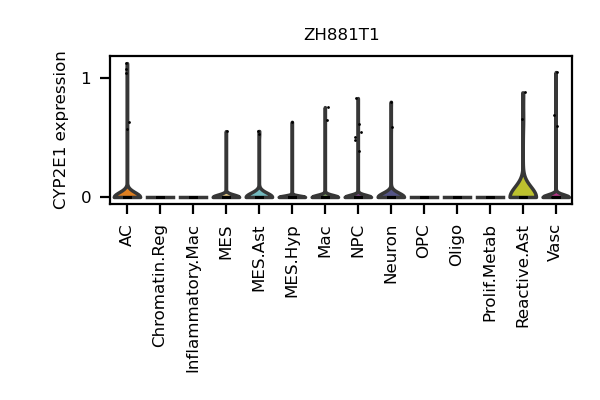 ZH881T1
CYP2E1 expression
1
0
AC
Chromatin.Reg
Inflammatory.Mac
MES
MES.Ast
MES.Hyp
Mac
NPC
Neuron
OPC
Oligo
Prolif.Metab
Reactive.Ast
Vasc